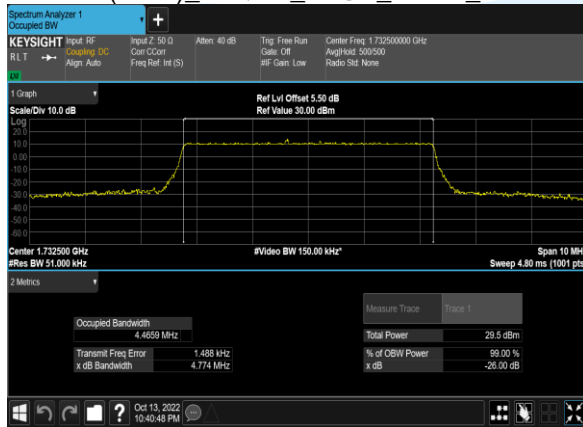 Spectrum Analyzer 1
Occupied BW
+
KEYSIGHT Input: RF Input Z: 50 Ω Atten: 40 dB Trig: Free Run Center Freq: 1.732500000 GHz
RLT Coupling: DC Corr CCorr Gate: Off Avg|Hold: 500/500
Align: Auto Freq Ref: Int (S) #IF Gain: Low Radio Std: None
1 Graph
Ref Lvl Offset 5.50 dB
Scale/Div 10.0 dB Ref Value 30.00 dBm
Log
20.0
10.0
0.00
-10.0
-20.0
-30.0
-40.0
-50.0
-60.0
Center 1.732500 GHz #Video BW 150.00 kHz* Span 10 MH
#Res BW 51.000 kHz Sweep 4.80 ms (1001 pts
2 Metrics
Measure Trace Trace 1
Occupied Bandwidth
4.4659 MHz Total Power 29.5 dBm
Transmit Freq Error 1.488 kHz % of OBW Power 99.00 %
x dB Bandwidth 4.774 MHz x dB -26.00 dB
? Oct 13, 2022
10:40:48 PM